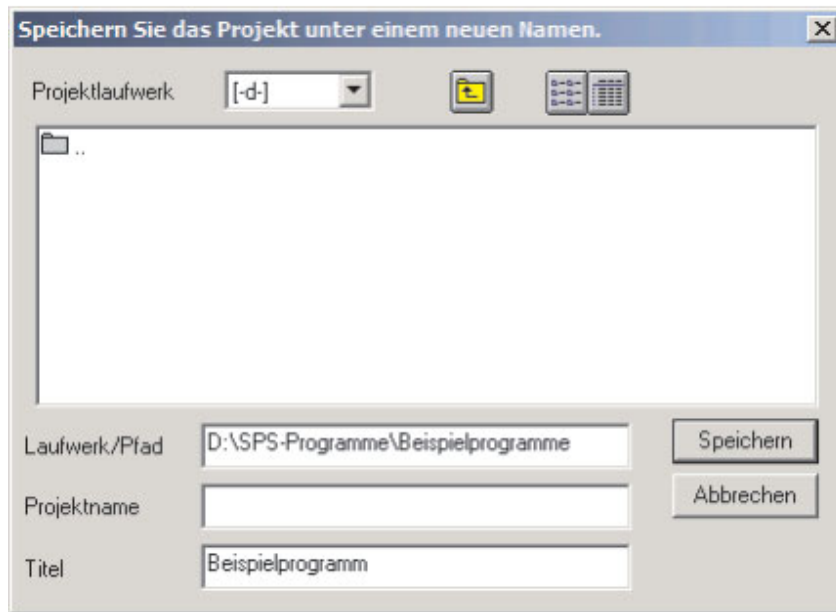 Speichern Sie das Projekt unter einem neuen Namen.
Projektlaufwerk [-d-]
..
Laufwerk/Pfad D:\SPS-Programme\Beispielprogramme Speichern
Abbrechen
Projektname
Titel Beispielprogramm